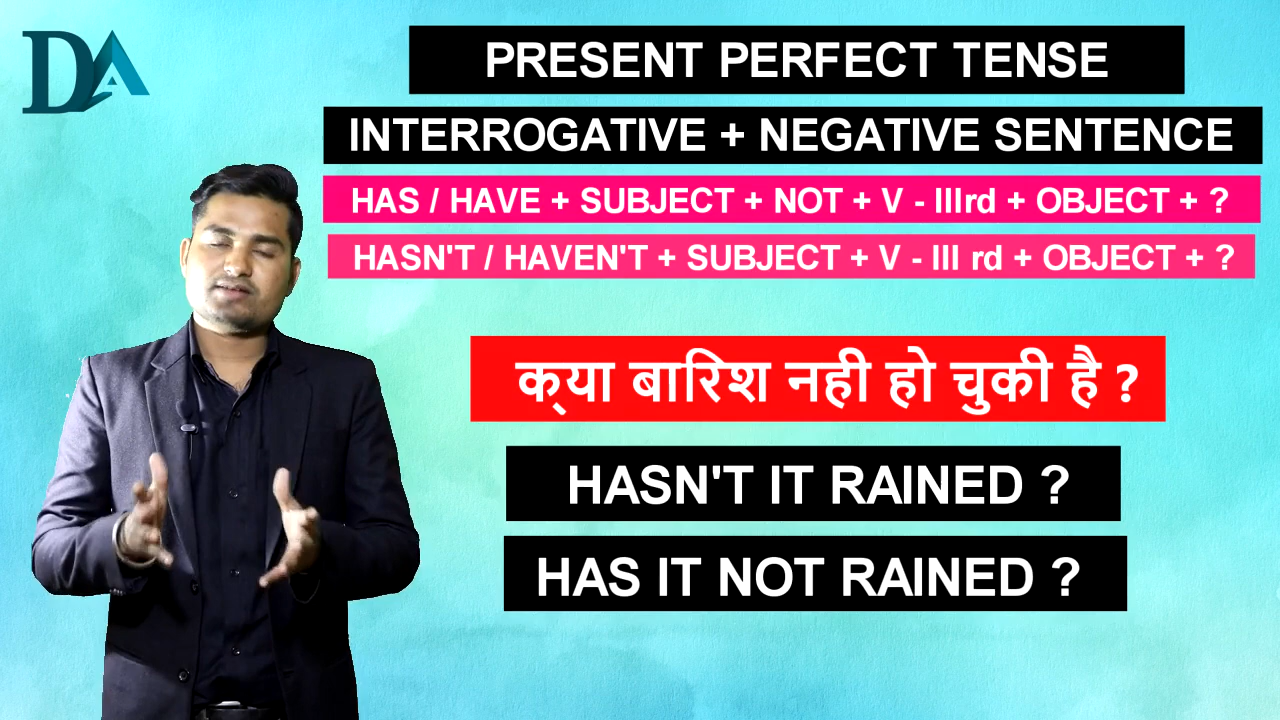 DA
PRESENT PERFECT TENSE
INTERROGATIVE + NEGATIVE SENTENCE
HAS / HAVE + SUBJECT + NOT + V - IIIrd + OBJECT + ?
HASN'T / HAVEN'T + SUBJECT + V - III rd + OBJECT + ?
क्या बारिश नही हो चुकी है ?
HASN'T IT RAINED ?
HAS IT NOT RAINED ?